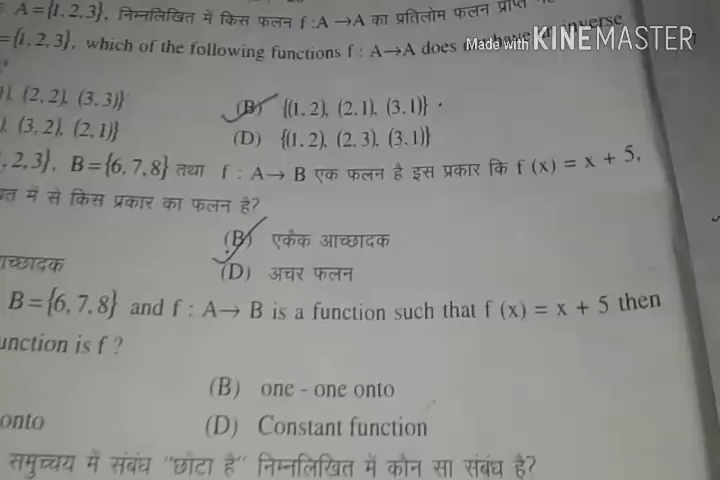 A={1, 2, 3}, निम्नलिखित में किस फलन f : A → A का प्रतिलोम फलन प्राप्त
={1, 2, 3}, which of the following functions f : A→A does inverse
Made with KINEMASTER
(2, 2), (3, 3)}
(B) {(1, 2), (2, 1), (3, 1)}
(3, 2), (2, 1)}
(D) {(1, 2), (2, 3), (3, 1)}
, 2, 3}, B={6, 7, 8} तथा f : A → B एक फलन है इस प्रकार कि f (x) = x + 5,
में से किस प्रकार का फलन है?
(B) एकैक आच्छादक
च्छादक
(D) अचर फलन
B={6, 7, 8} and f : A → B is a function such that f (x) = x + 5 then
unction is f ?
(B) one - one onto
onto
(D) Constant function
समुच्चय में संबंध "छोटा है" निम्नलिखित में कौन सा संबंध है?